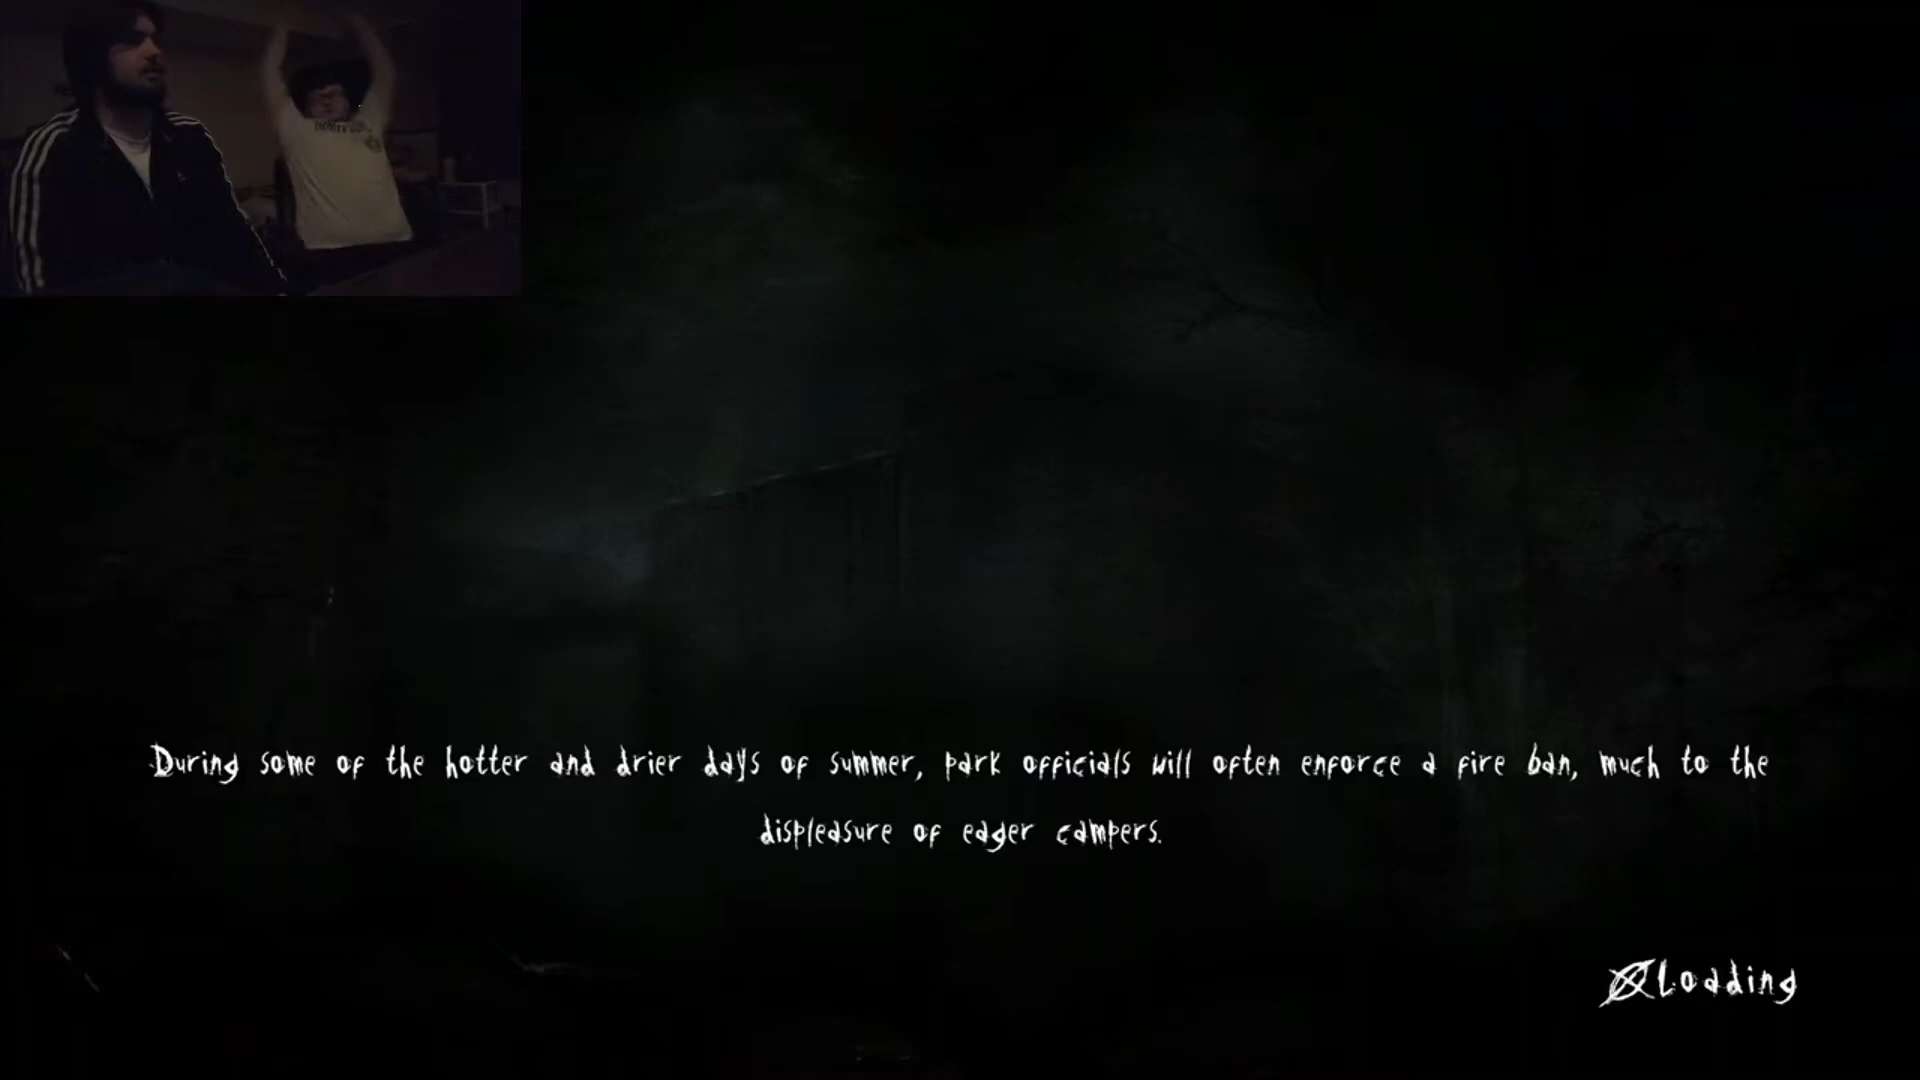 During some of the hotter and drier days of summer, park officials will often enforce a fire ban, much to the
displeasure of eager campers.
Loading